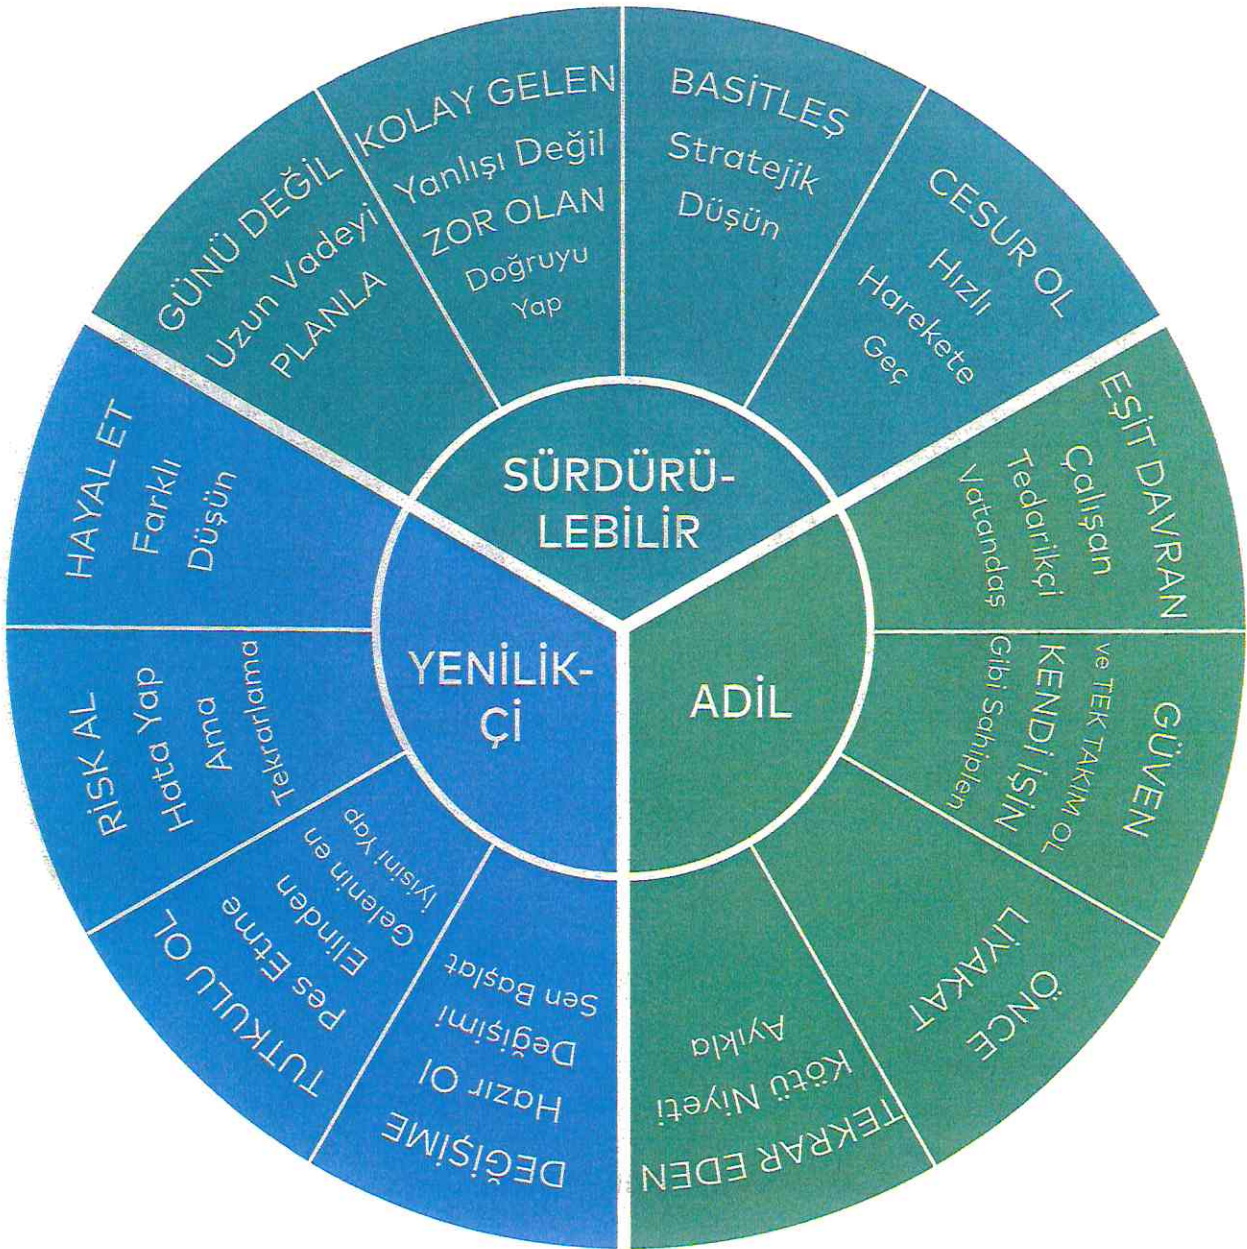 SÜRDÜRÜ-
LEBİLİR
GÜNÜ DEĞİL
Uzun Vadeyi
PLANLA
KOLAY GELEN
Yanlışı Değil
ZOR OLAN
Doğruyu
Yap
BASİTLEŞ
Stratejik
Düşün
CESUR OL
Hızlı
Harekete
Geç
ADİL
EŞİT DAVRAN
Çalışan
Tedarikçi
Vatandaş
GÜVEN
ve TEK TAKIM OL
KENDİ İŞİN
Gibi Sahiplen
ÖNCE
LİYAKAT
TEKRAR EDEN
Kötü Niyeti
Ayıkla
YENİLİK-
Çİ
DEĞİŞİME
Hazır Ol
Değişimi
Sen Başlat
TUTKULU OL
Pes Etme
Elinden
Gelenin en
İyisini Yap
RİSK AL
Hata Yap
Ama
Tekrarlama
HAYAL ET
Farklı
Düşün